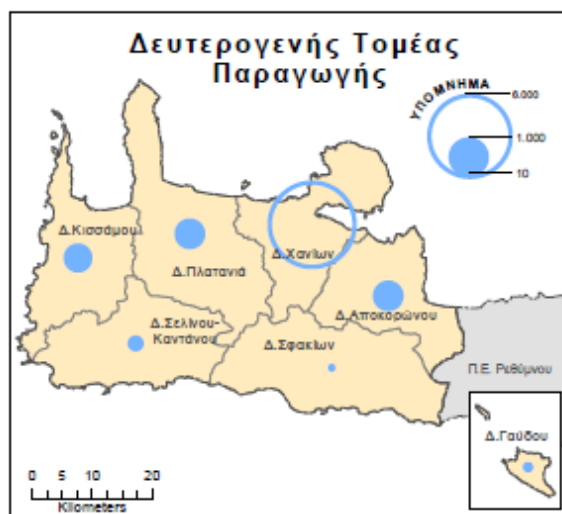 Δευτερογενής Τομέας
Παραγωγής
ΥΠΟΜΝΗΜΑ
6.000
1.000
10
Δ.Κισσάμου
Δ.Πλατανιά
Δ.Χανίων
Δ.Αποκορώνου
Δ.Σελίνου-
Καντάνου
Δ.Σφακίων
Π.Ε. Ρεθύμνου
Δ.Γαύδου
0 5 10 20
Kilometers